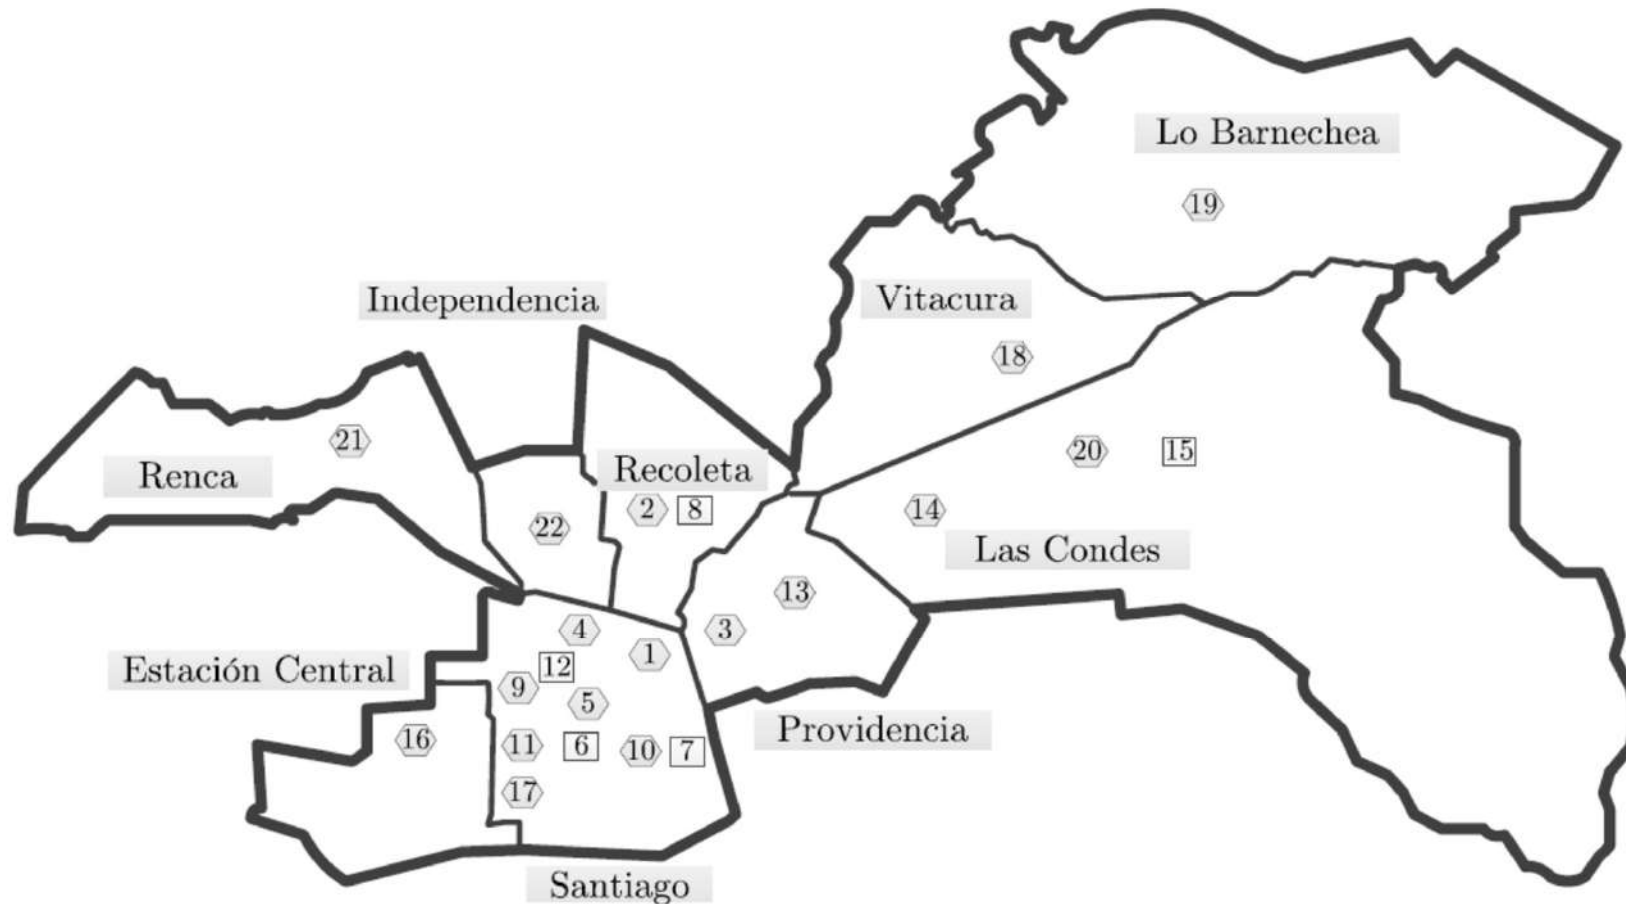 Lo Barnechea
19
Independencia
Vitacura
18
21
Renca
Recoleta
20
15
2
8
14
22
Las Condes
13
4
3
1
Estación Central
12
9
5
Providencia
16
11
6
10
7
17
Santiago